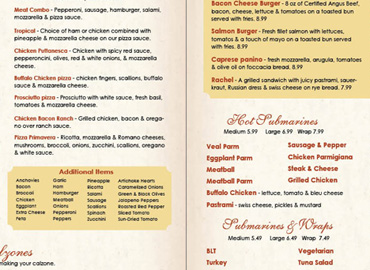 Meat Combo - Pepperoni, sausage, hamburger, salami,
mozzarella & pizza sauce.
Tropical - Choice of ham or chicken combined with
pineapple & mozzarella cheese on our pizza sauce.
Chicken Puttanesca - Chicken with spicy red sauce,
pepperoncini, olives, red & white onions, & mozzarella
cheese.
Buffalo Chicken pizza - chicken fingers, scallions, buffalo
sauce & mozzarella cheese.
Prosciutto pizza - Prosciutto with white sauce, fresh basil,
tomatoes & mozzarella cheese.
Chicken Bacon Ranch - Grilled chicken, bacon & orega-
no over ranch sauce.
Pizza Primavera - Ricotta, mozzarella & Romano cheeses,
mushrooms, broccoli, onions, zucchini, scallions, oregano
& white sauce.
Additional Items
Anchovies Garlic Pineapple Artichoke Hearts
Bacon Ham Ricotta Caramelized Onions
Broccoli Hamburger Salami Green & Black Olives
Chicken Meatball Sausage Jalapeno Peppers
Eggplant Onions Scallions Roasted Red Pepper
Extra Cheese Pepperoni Spinach Sliced Tomato
Feta Peppers Zucchini Sun-Dried Tomato
lzones
making your calzone.
Bacon Cheese Burger - 8 oz of Certified Angus Beef,
bacon, cheese, lettuce & tomatoes on a toasted bun
served with fries. 8.99
Salmon Burger - Fresh filet salmon with lettuces,
tomatoes & a touch of mayo on a toasted bun served
with fries. 8.99
Caprese panino - fresh mozzarella, arugula, tomatoes
& olive oil on foccacia bread. 8.99
Rachel - A grilled sandwich with juicy pastrami, sauer-
kraut, Russian dress & swiss cheese on rye bread. 7.99
Hot Submarines
Medium 5.99 Large 6.99 Wrap 7.99
Veal Parm Sausage & Pepper
Eggplant Parm Chicken Parmigiana
Meatball Steak & Cheese
Meatball Parm Grilled Chicken
Buffalo Chicken - lettuce, tomato & bleu cheese
Pastrami - swiss cheese, pickles & mustard
Submarines & Wraps
Medium 5.49 Large 6.49 Wrap 7.49
BLT Vegetarian
Turkey Tuna Salad